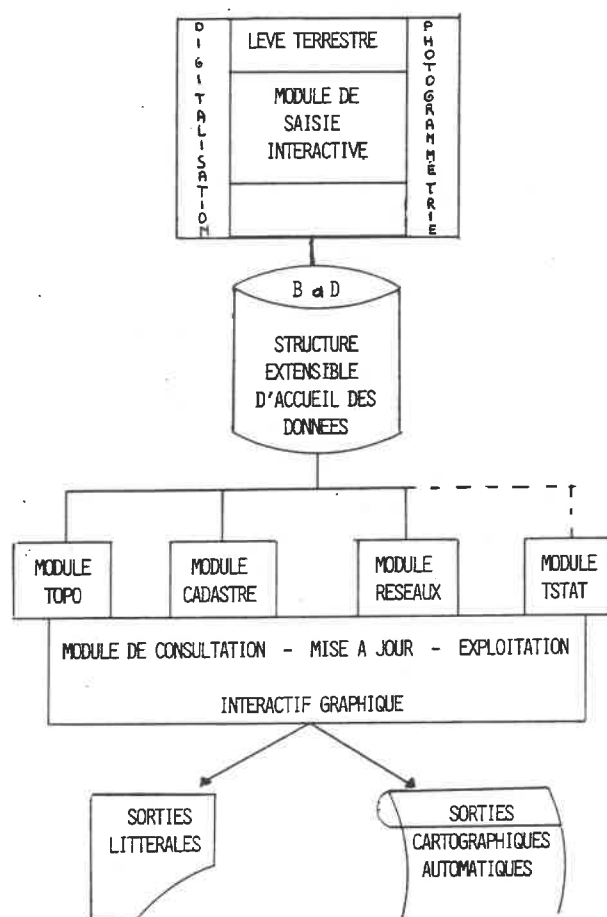 DIGITALISATION
LEVE TERRESTRE
MODULE DE
SAISIE
INTERACTIVE
PHOTOGRAMMÉTRIE
B d D
STRUCTURE
EXTENSIBLE
D'ACCUEIL DES
DONNEES
MODULE
TOPO
MODULE
CADASTRE
MODULE
RESEAUX
MODULE
TSTAT
MODULE DE CONSULTATION - MISE A JOUR - EXPLOITATION
INTERACTIF GRAPHIQUE
SORTIES
LITTERALES
SORTIES
CARTOGRAPHIQUES
AUTOMATIQUES